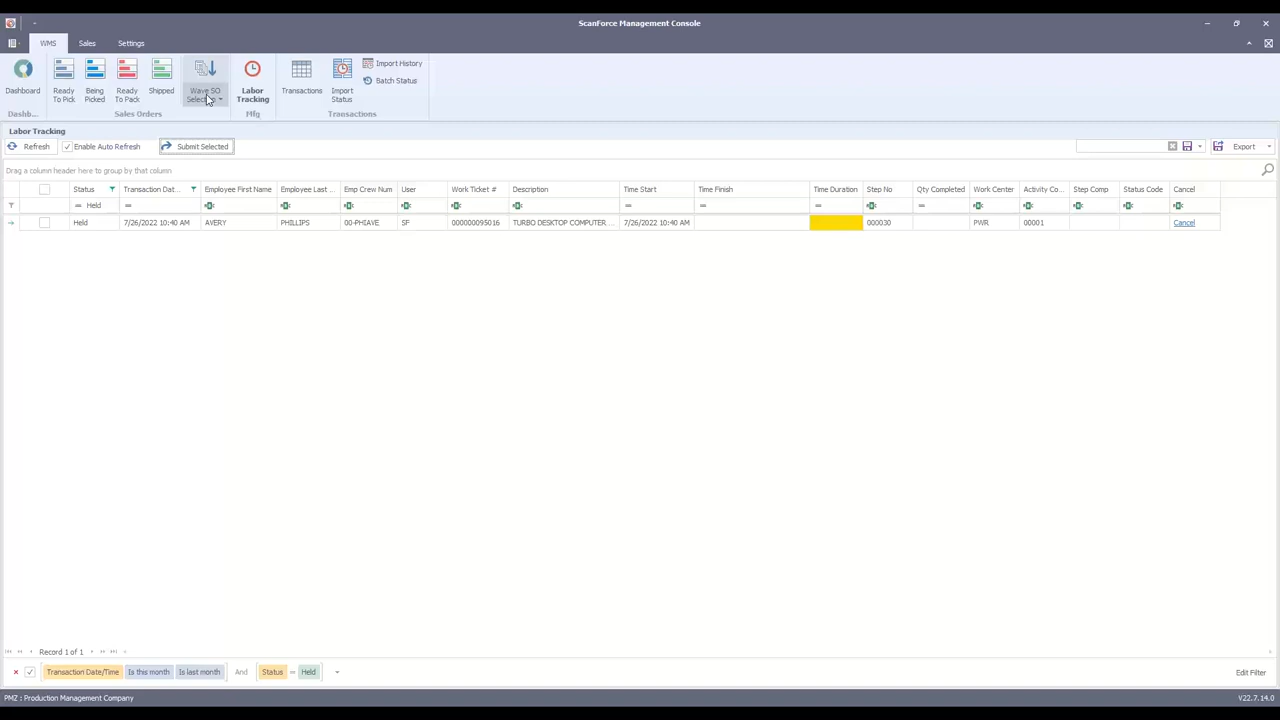 ScanForce Management Console
WMS Sales Settings
Dashboard
Ready To Pick
Being Picked
Ready To Pack
Shipped
Wave SO
Labor Tracking
Transactions
Import Status
Import History
Batch Status
Dashb... Sales Orders Mfg Transactions
Labor Tracking
Refresh Enable Auto Refresh Submit Selected Export
Drag a column header here to group by that column
Status Transaction Dat... Employee First Name Employee Last ... Emp Crew Num User Work Ticket # Description Time Start Time Finish Time Duration Step No Qty Completed Work Center Activity Co... Step Comp Status Code Cancel
= Held = = = = =
Held 7/26/2022 10:40 AM AVERY PHILLIPS 00-PHIAVE SF 000000095016 TURBO DESKTOP COMPUTER ... 7/26/2022 10:40 AM 000030 PWR 00001 Cancel
Record 1 of 1
Transaction Date/Time Is this month Is last month And Status = Held Edit Filter
PMZ : Production Management Company V22.7.14.0